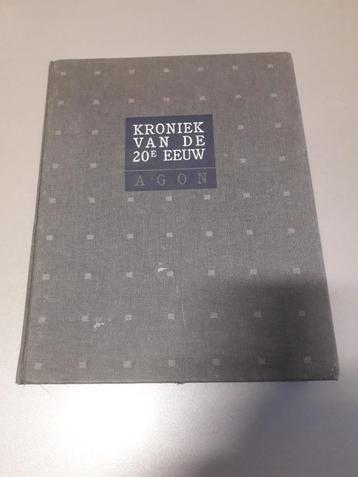 KRONIEK
VAN DE
20E EEUW
AGON